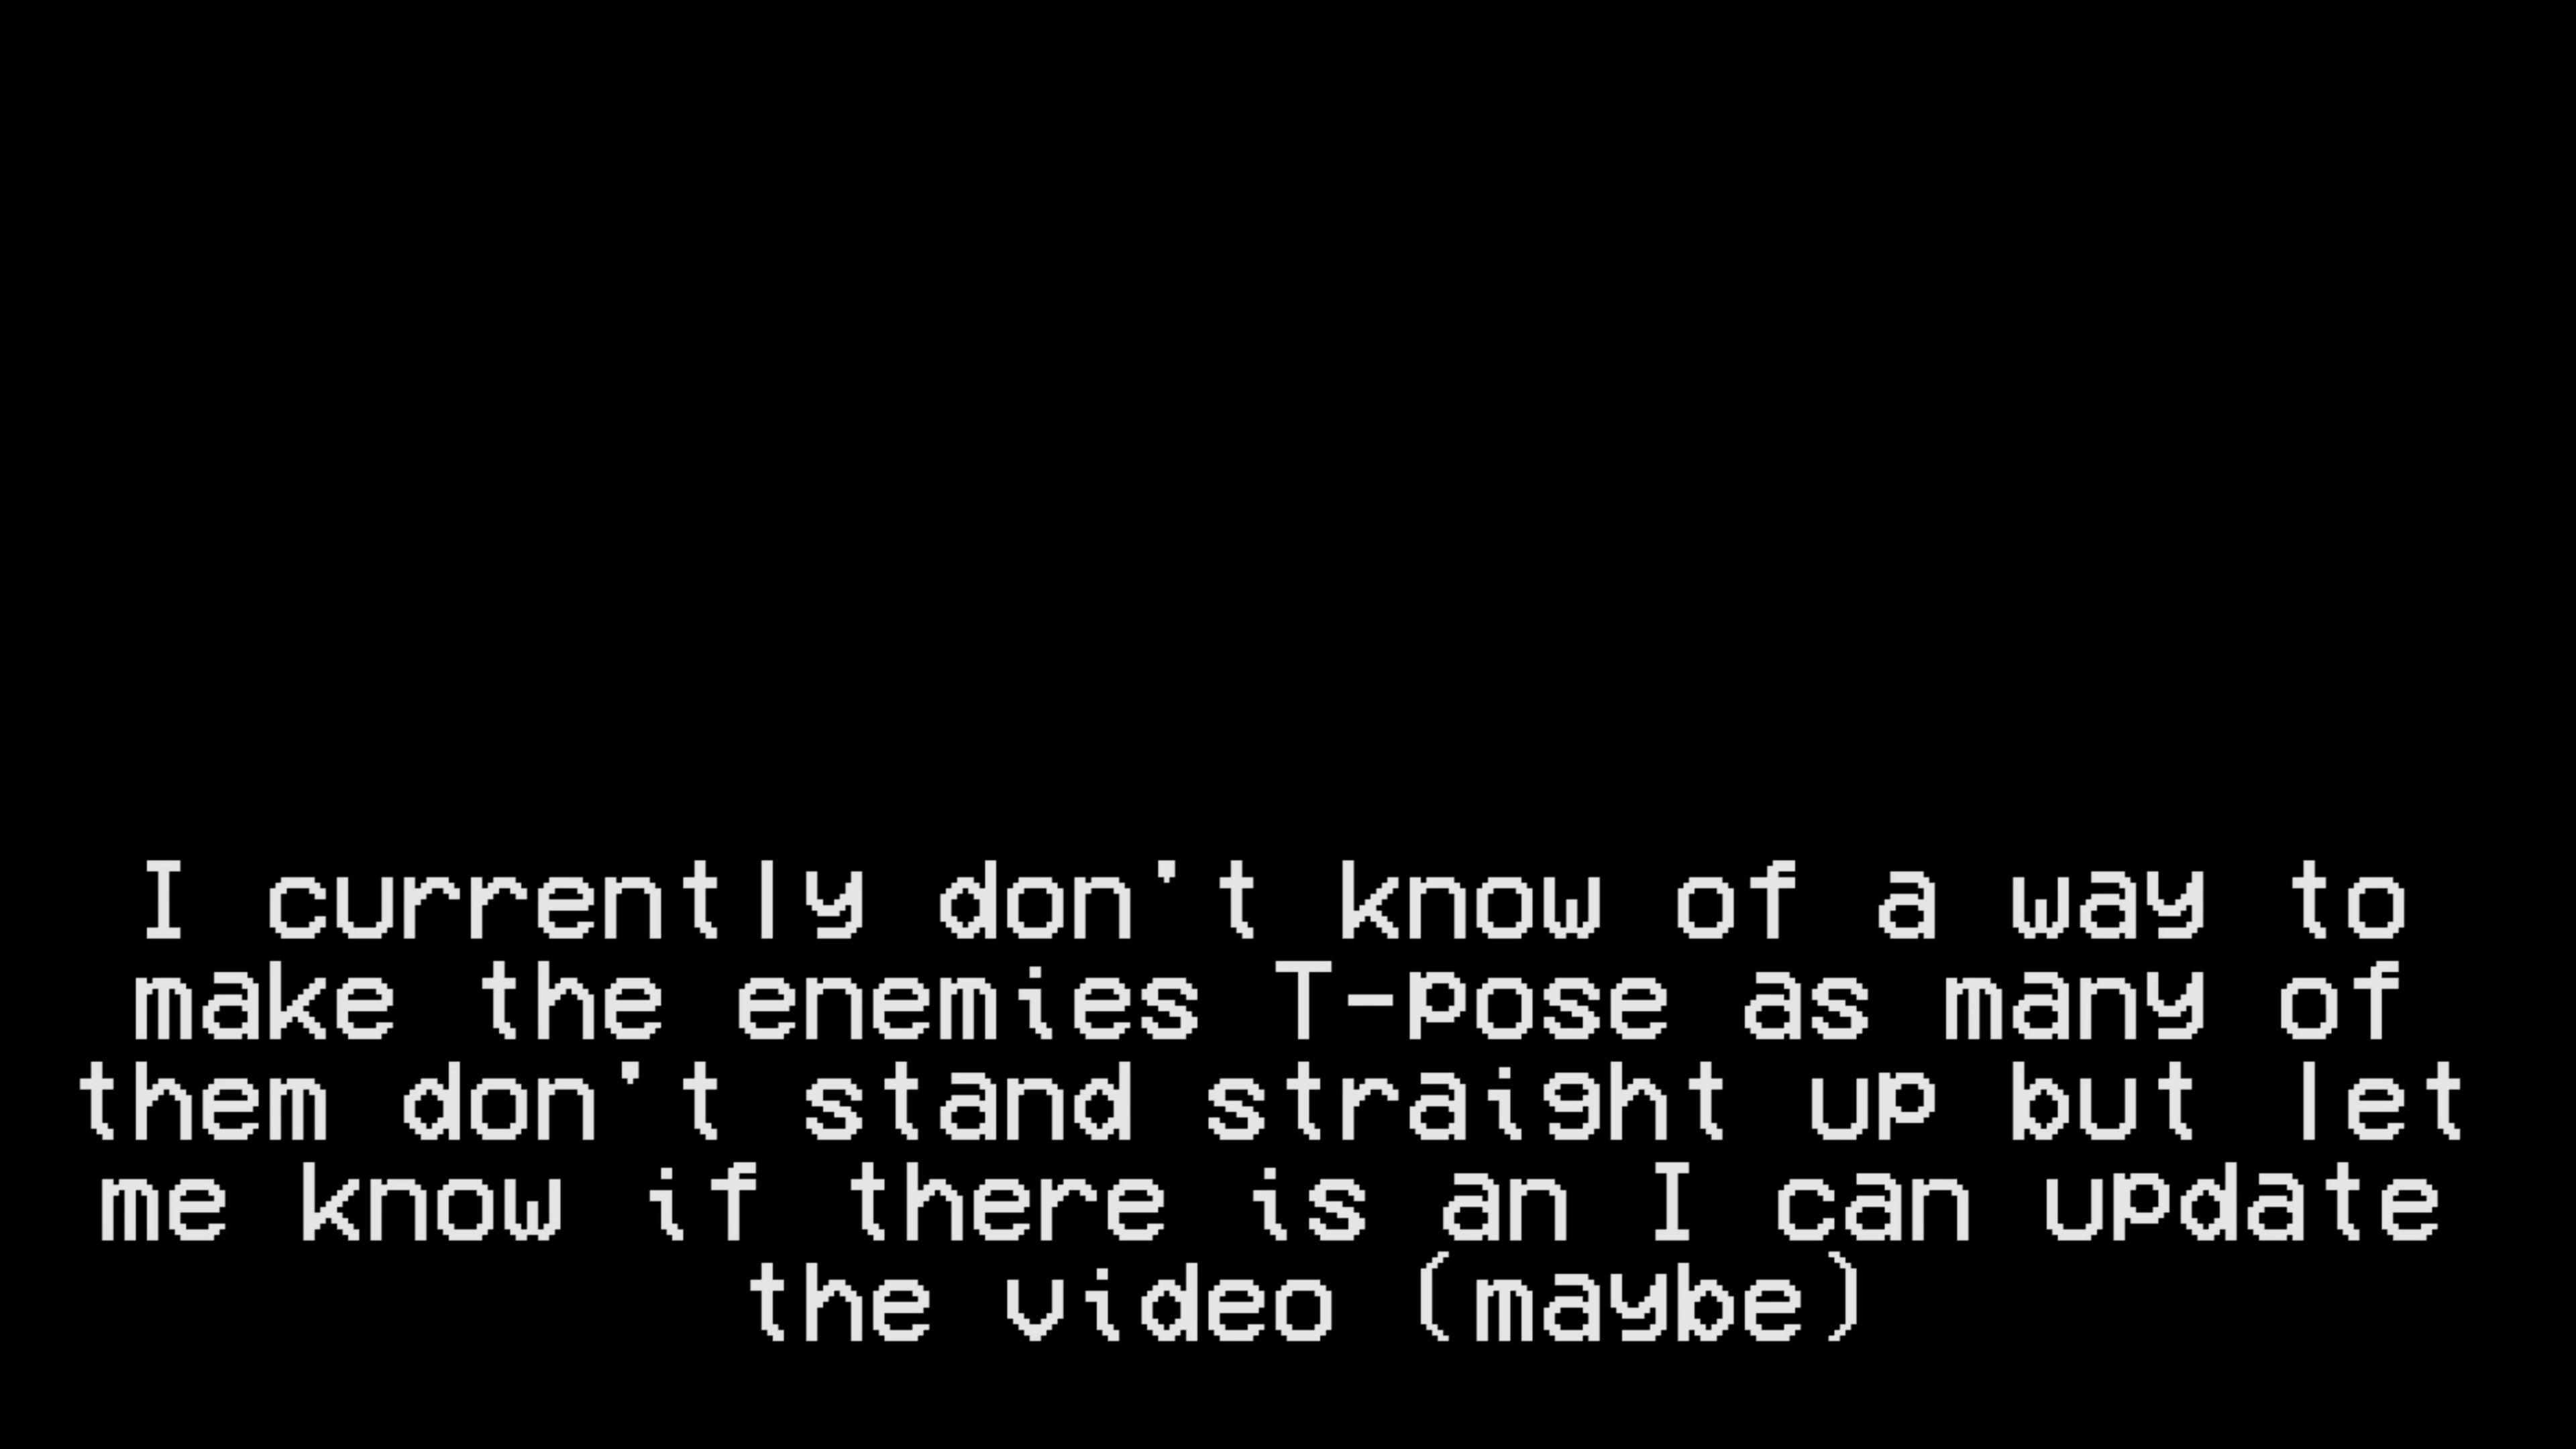 I currently don't know of a way to
make the enemies T-pose as many of
them don't stand straight up but let
me know if there is an I can update
the video (maybe)